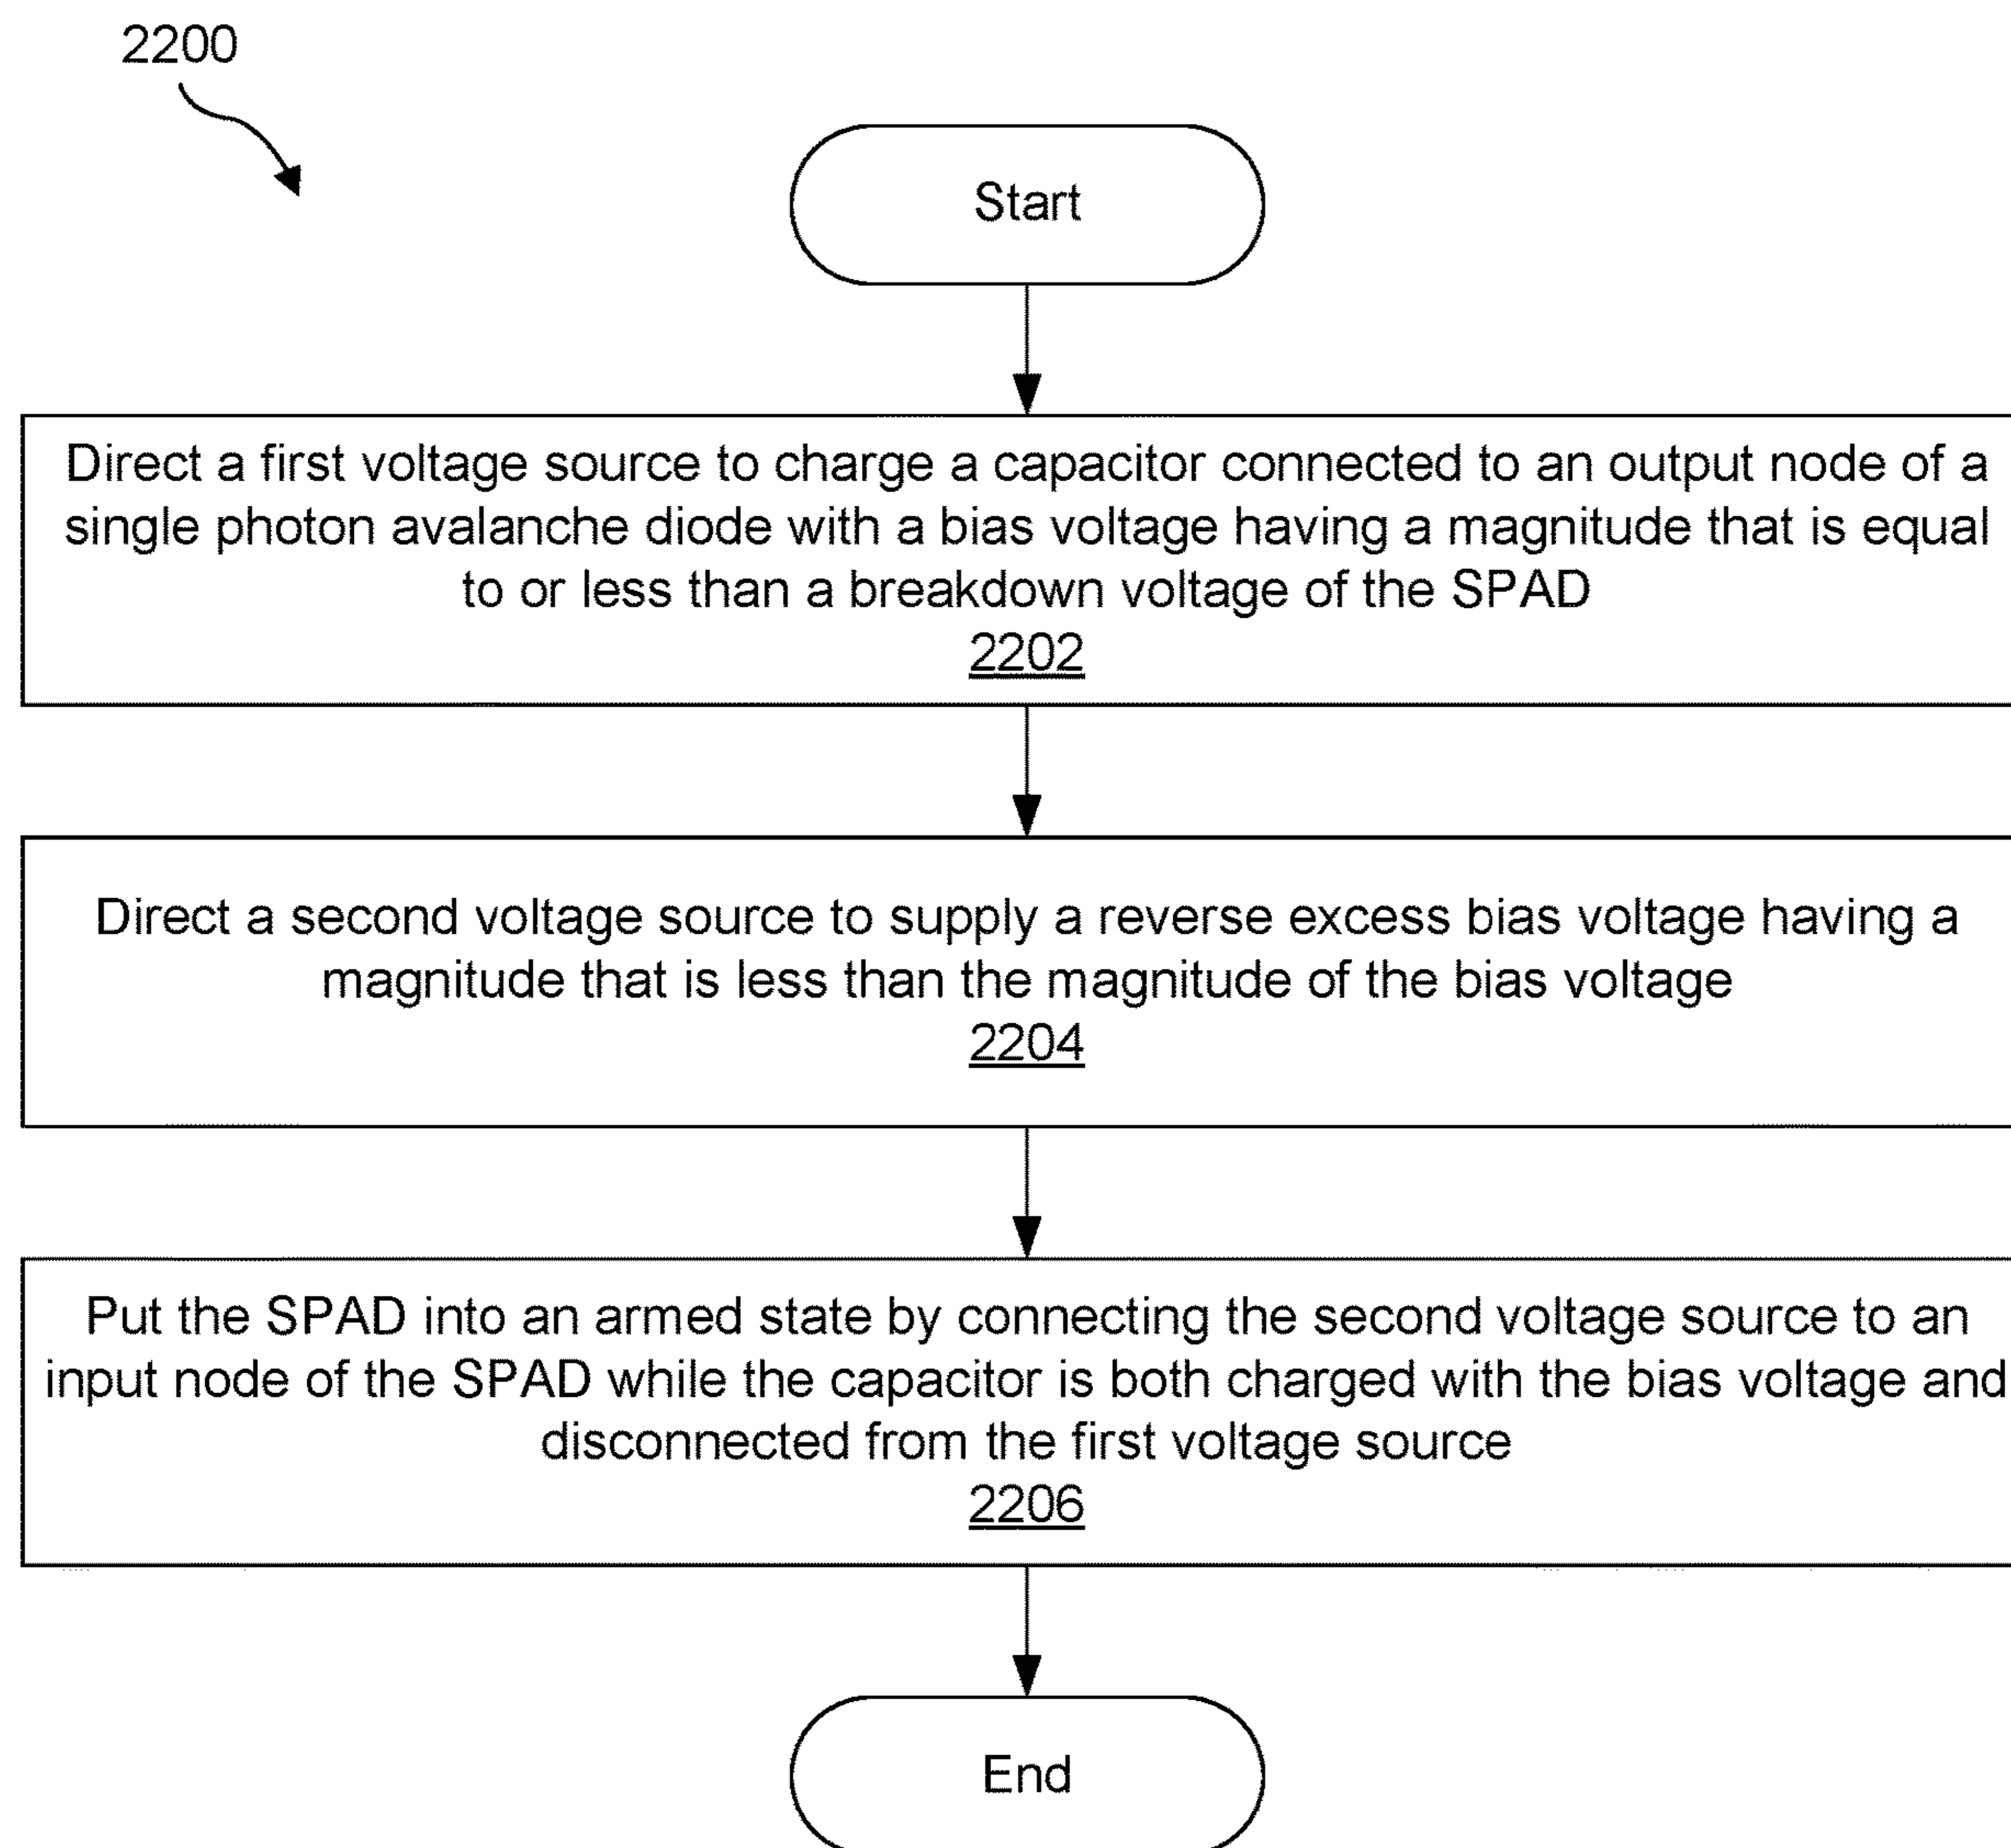 2200
Start
Direct a first voltage source to charge a capacitor connected to an output node of a
single photon avalanche diode with a bias voltage having a magnitude that is equal
to or less than a breakdown voltage of the SPAD
2202
Direct a second voltage source to supply a reverse excess bias voltage having a
magnitude that is less than the magnitude of the bias voltage
2204
Put the SPAD into an armed state by connecting the second voltage source to an
input node of the SPAD while the capacitor is both charged with the bias voltage and
disconnected from the first voltage source
2206
End